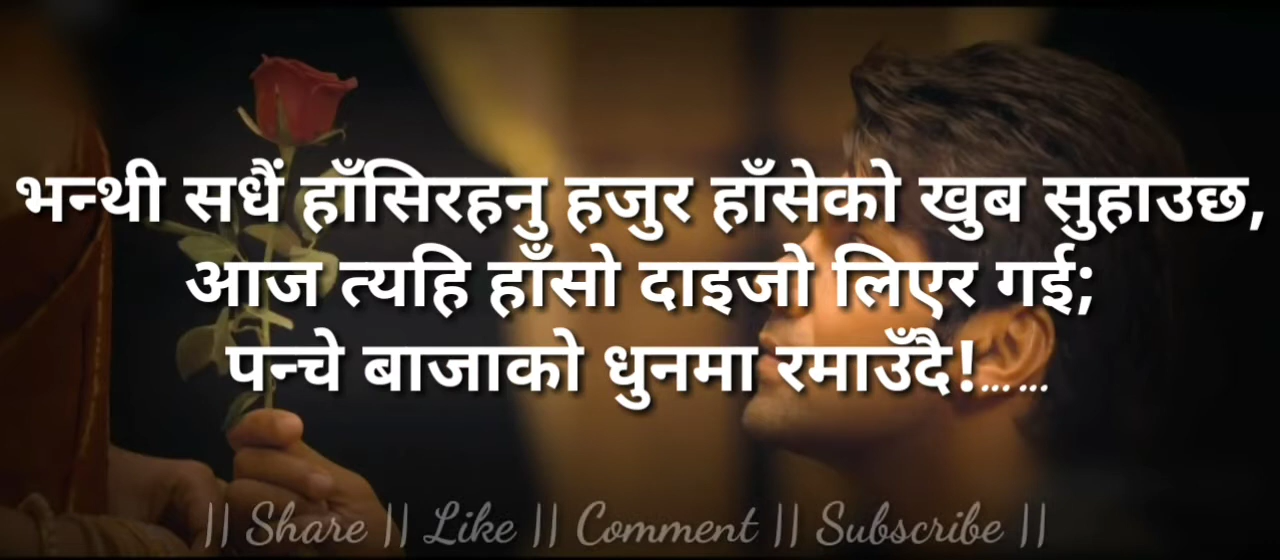 भन्थी सधैं हाँसिरहनु हजुर हाँसेको खुब सुहाउछ,
आज त्यहि हाँसो दाइजो लिएर गई;
पन्चे बाजाको धुनमा रमाउँदै!......
|| Share || Like || Comment || Subscribe ||